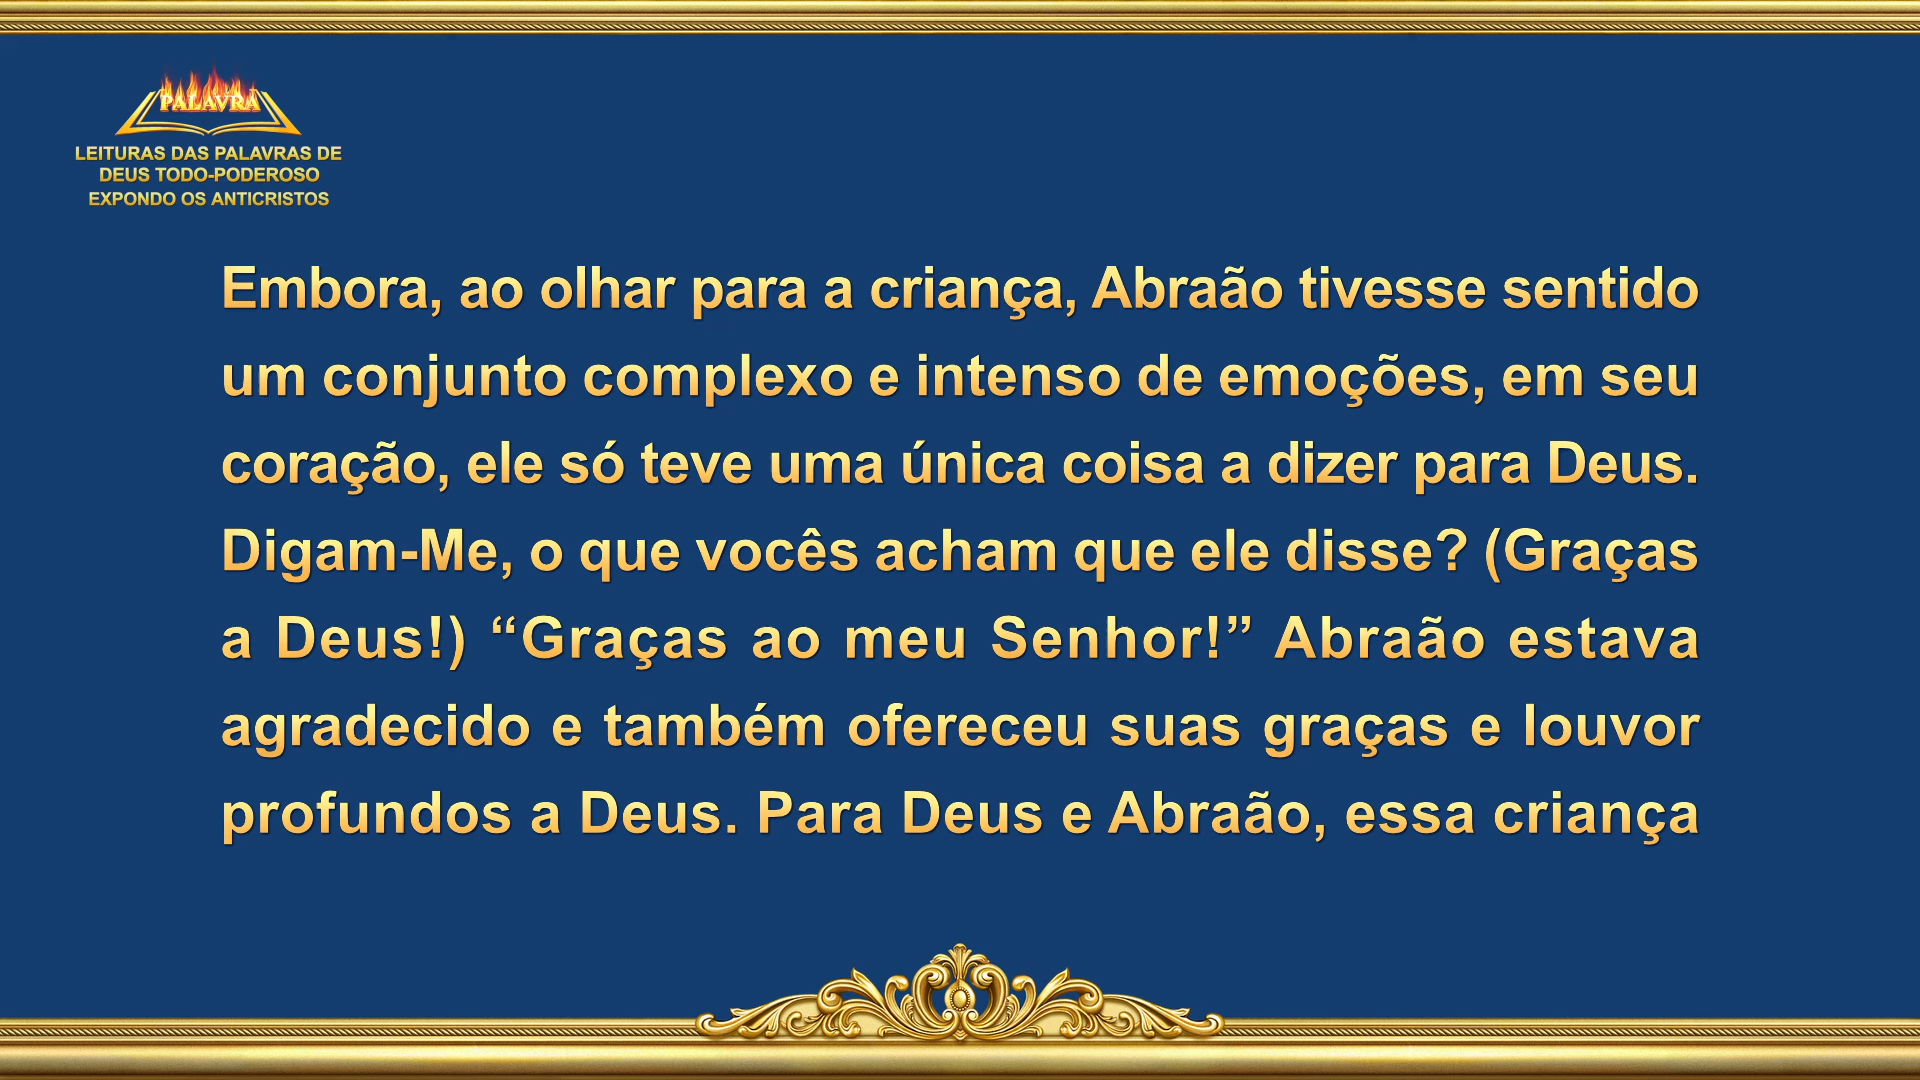 PALAVRA
LEITURAS DAS PALAVRAS DE
DEUS TODO-PODEROSO
EXPONDO OS ANTICRISTOS
Embora, ao olhar para a criança, Abraão tivesse sentido
um conjunto complexo e intenso de emoções, em seu
coração, ele só teve uma única coisa a dizer para Deus.
Digam-Me, o que vocês acham que ele disse? (Graças
a Deus!) “Graças ao meu Senhor!” Abraão estava
agradecido e também ofereceu suas graças e louvor
profundos a Deus. Para Deus e Abraão, essa criança